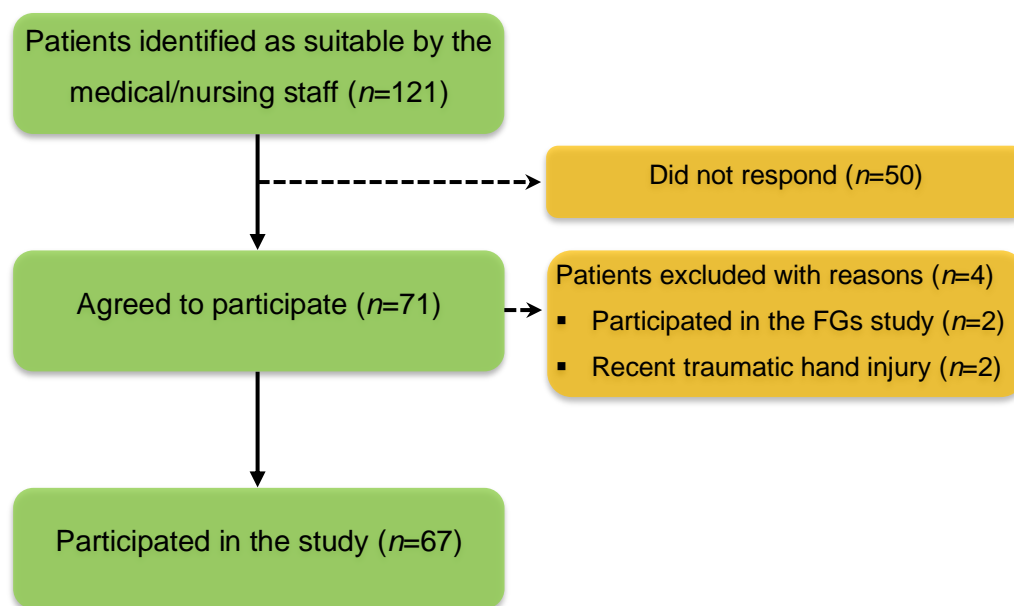 Patients identified as suitable by the
medical/nursing staff (n=121)
Did not respond (n=50)
Agreed to participate (n=71)
Patients excluded with reasons (n=4)
▪ Participated in the FGs study (n=2)
▪ Recent traumatic hand injury (n=2)
Participated in the study (n=67)